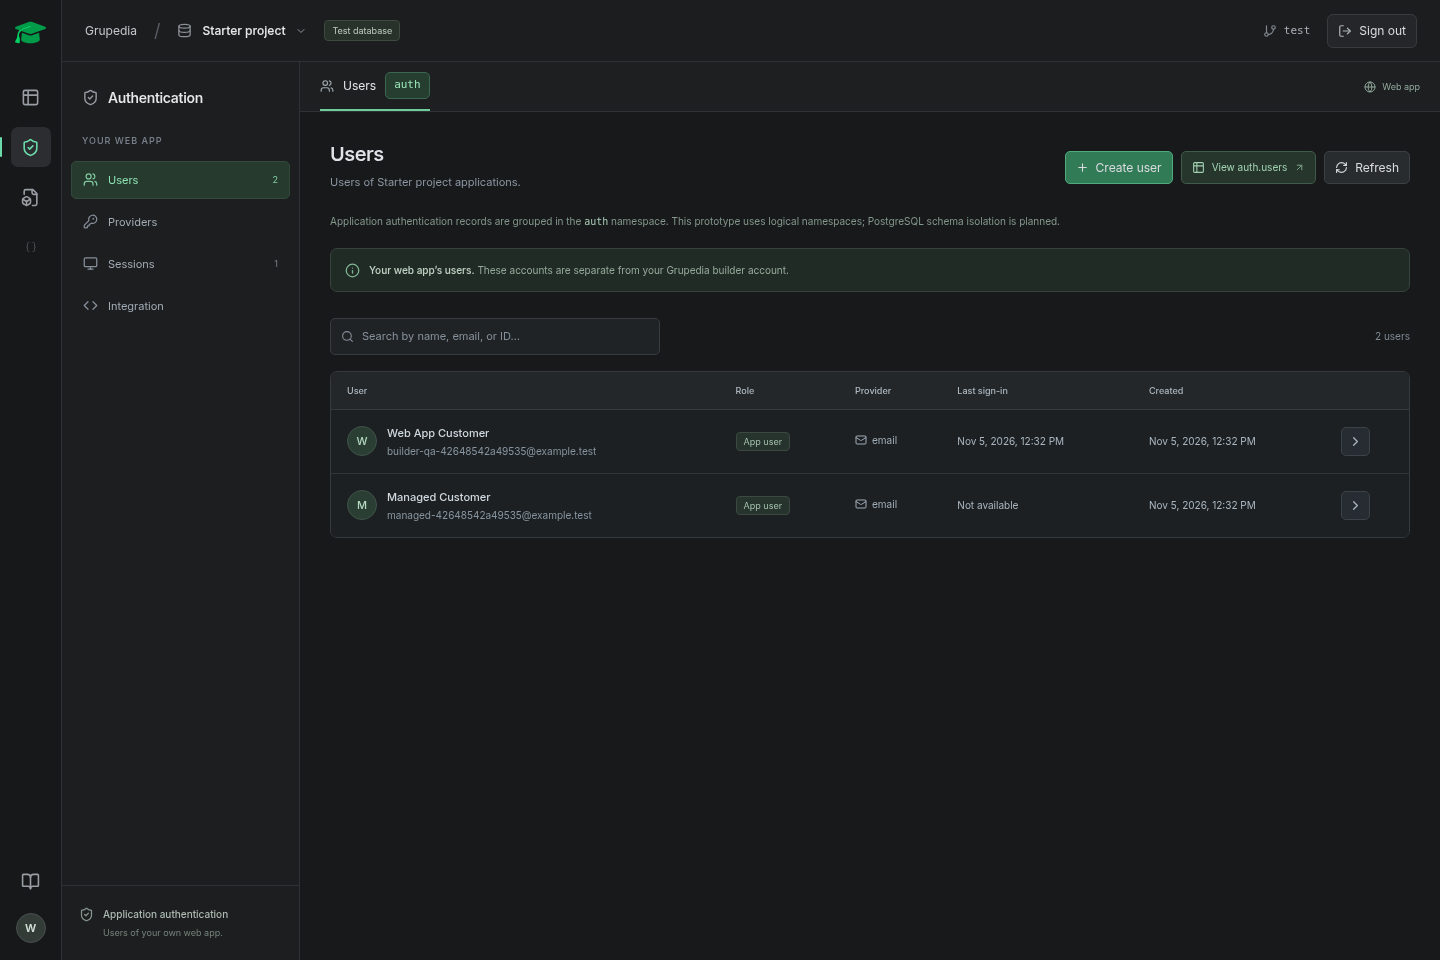 Grupedia / Starter project Test database
test Sign out
Authentication
YOUR WEB APP
Users 2
Providers
Sessions 1
Integration
Application authentication
Users of your own web app.
W
Users auth
Web app
Users
Users of Starter project applications.
Create user View auth.users Refresh
Application authentication records are grouped in the auth namespace. This prototype uses logical namespaces; PostgreSQL schema isolation is planned.
Your web app's users. These accounts are separate from your Grupedia builder account.
Search by name, email, or ID...
2 users
User Role Provider Last sign-in Created
W Web App Customer App user email Nov 5, 2026, 12:32 PM Nov 5, 2026, 12:32 PM
builder-qa-42648542a49535@example.test
M Managed Customer App user email Not available Nov 5, 2026, 12:32 PM
managed-42648542a49535@example.test